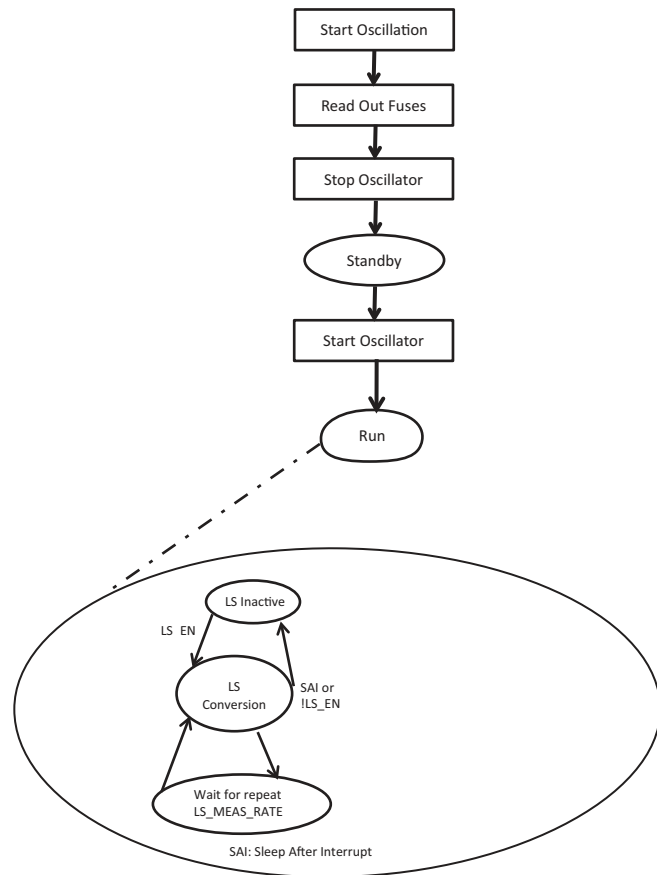 Start Oscillation
Read Out Fuses
Stop Oscillator
Standby
Start Oscillator
Run
LS Inactive
LS EN
LS
Conversion
SAI or
!LS_EN
Wait for repeat
LS_MEAS_RATE
SAI: Sleep After Interrupt